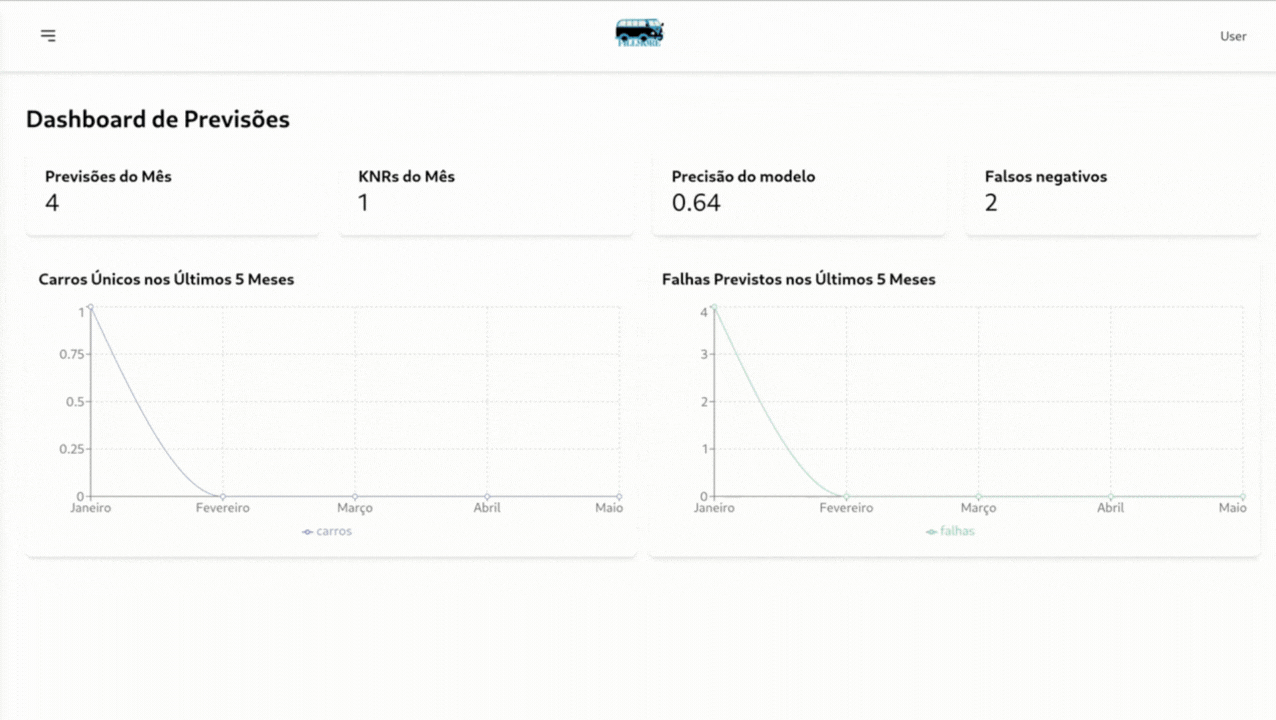 FILLMORE
User
Dashboard de Previsões
Previsões do Mês
4
KNRs do Mês
1
Precisão do modelo
0.64
Falsos negativos
2
Carros Únicos nos Últimos 5 Meses
1
0.75
0.5
0.25
0
Janeiro Fevereiro Março Abril Maio
carros
Falhas Previstos nos Últimos 5 Meses
4
3
2
1
0
Janeiro Fevereiro Março Abril Maio
falhas